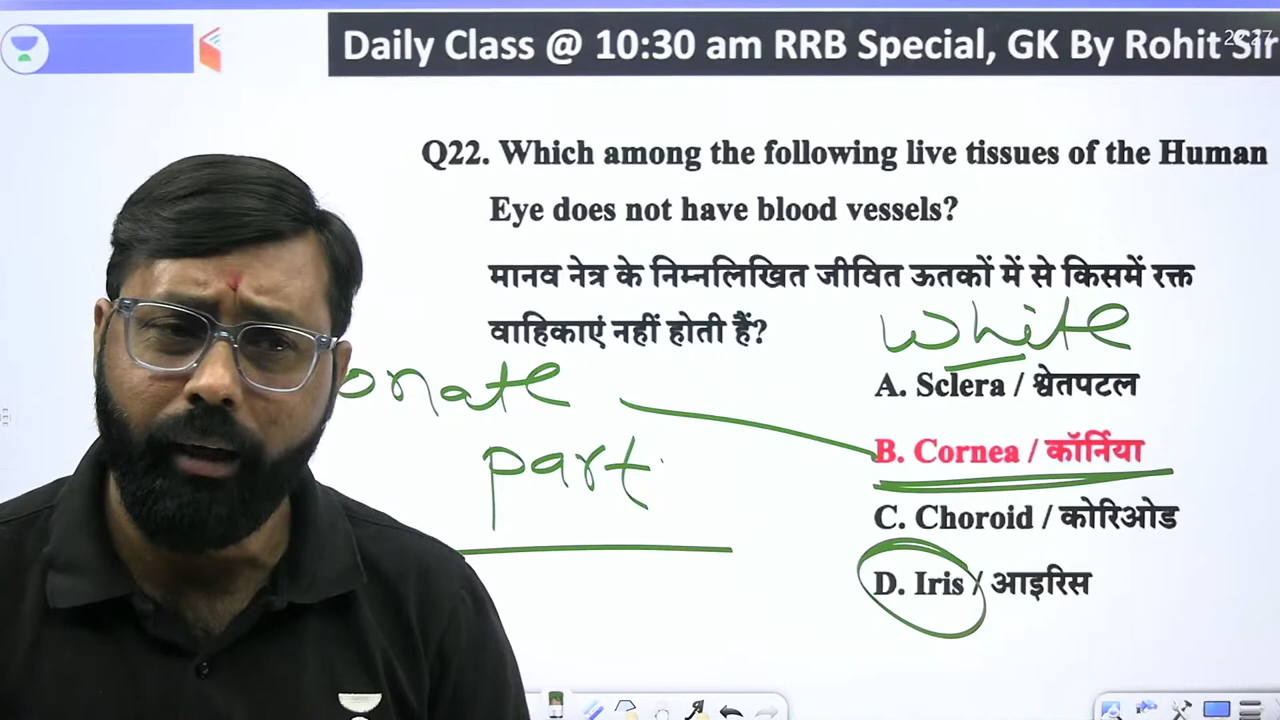 Daily Class @ 10:30 am RRB Special, GK By Rohit Sir
Q22. Which among the following live tissues of the Human
Eye does not have blood vessels?
मानव नेत्र के निम्नलिखित जीवित ऊतकों में से किसमें रक्त
वाहिकाएं नहीं होती हैं?
White
A. Sclera / श्वेतपटल
onate
B. Cornea / कॉर्निया
part
C. Choroid / कोरिओड
D. Iris / आइरिस